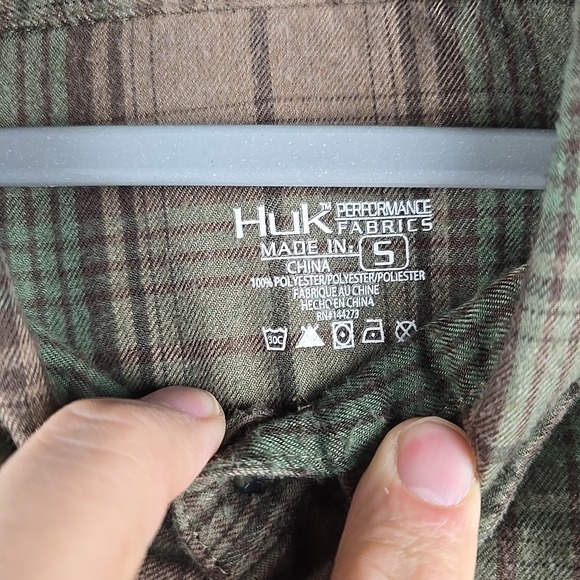 Huk™ PERFORMANCE FABRICS
MADE IN: S
CHINA
100% POLYESTER/POLYESTER/POLIESTER
FABRIQUE AU CHINE
HECHO EN CHINA
RN#144273
30C